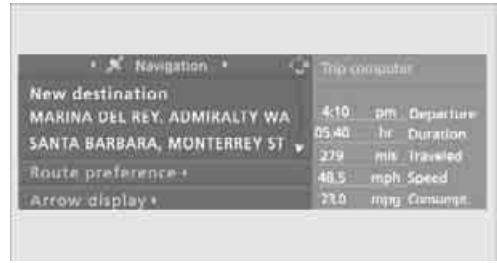 Navigation
New destination
MARINA DEL REY, ADMIRALTY WA
SANTA BARBARA, MONTERREY ST
Route preference
Arrow display
Trip computer
4:10 pm Departure
05:40 hr Duration
279 mls Traveled
48.5 mph Speed
23.0 mpg Consumpt.